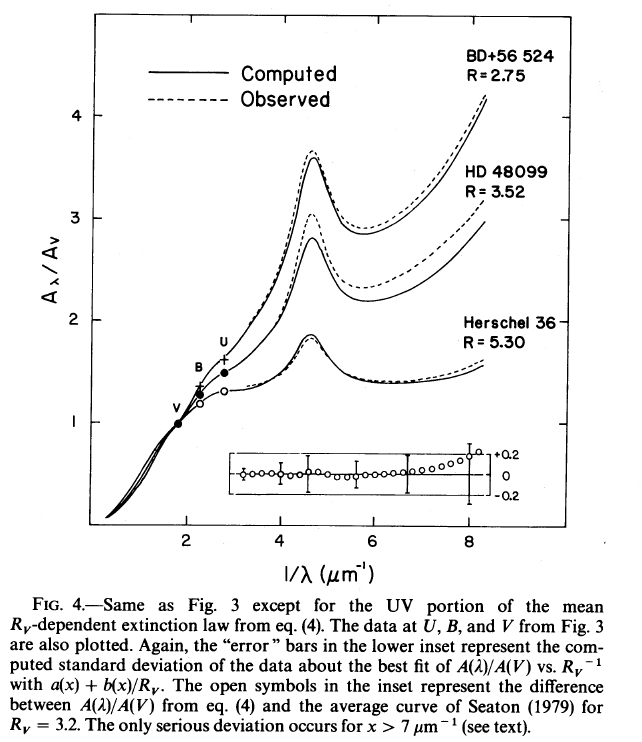 BD+56 524
R=2.75
Computed
Observed
4
HD 48099
R=3.52
3
Aλ/Av
2
U
B
V
Herschel 36
R=5.30
1
+0.2
0
-0.2
2 4 6 8
1/λ (μm⁻¹)
FIG. 4.—Same as Fig. 3 except for the UV portion of the mean
R_V-dependent extinction law from eq. (4). The data at U, B, and V from Fig. 3
are also plotted. Again, the “error” bars in the lower inset represent the com-
puted standard deviation of the data about the best fit of A(λ)/A(V) vs. R_V⁻¹
with a(x) + b(x)/R_V. The open symbols in the inset represent the difference
between A(λ)/A(V) from eq. (4) and the average curve of Seaton (1979) for
R_V = 3.2. The only serious deviation occurs for x > 7 μm⁻¹ (see text).